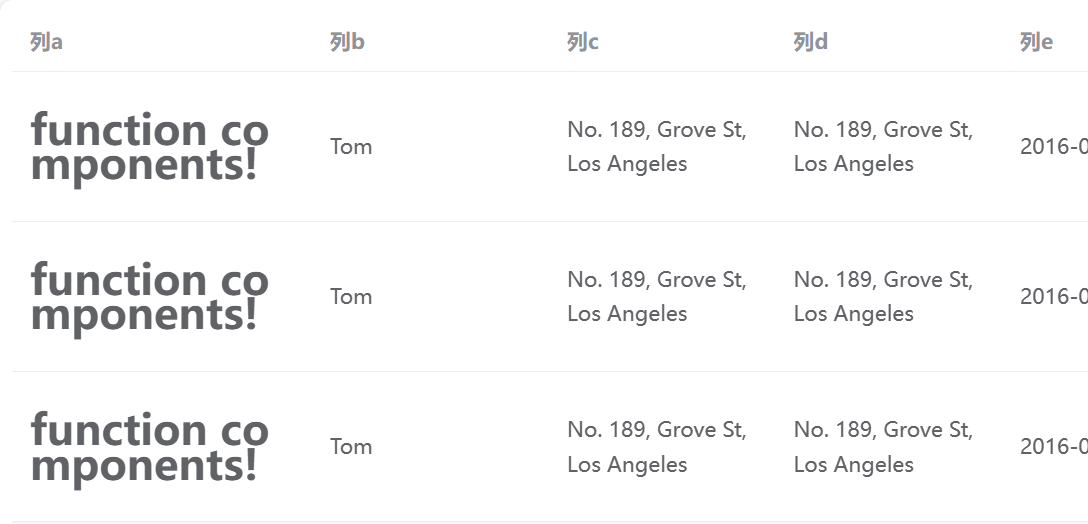 列a 列b 列c 列d 列e
function co
mponents!
Tom
No. 189, Grove St,
Los Angeles
No. 189, Grove St,
Los Angeles
2016-0
function co
mponents!
Tom
No. 189, Grove St,
Los Angeles
No. 189, Grove St,
Los Angeles
2016-0
function co
mponents!
Tom
No. 189, Grove St,
Los Angeles
No. 189, Grove St,
Los Angeles
2016-0